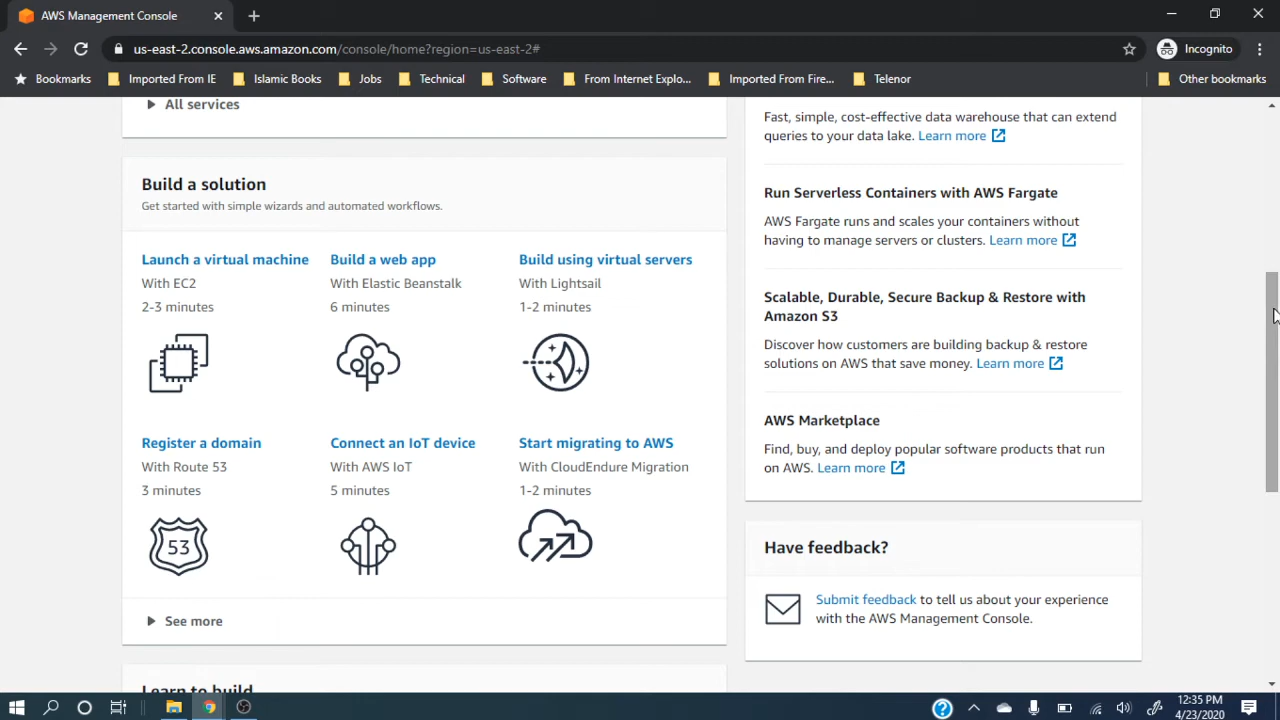 AWS Management Console
us-east-2.console.aws.amazon.com/console/home?region=us-east-2#
Incognito
Bookmarks
Imported From IE
Islamic Books
Jobs
Technical
Software
From Internet Explo...
Imported From Fire...
Telenor
Other bookmarks
All services
Build a solution
Get started with simple wizards and automated workflows.
Launch a virtual machine
With EC2
2-3 minutes
Build a web app
With Elastic Beanstalk
6 minutes
Build using virtual servers
With Lightsail
1-2 minutes
Register a domain
With Route 53
3 minutes
53
Connect an IoT device
With AWS IoT
5 minutes
Start migrating to AWS
With CloudEndure Migration
1-2 minutes
See more
Learn to build
Fast, simple, cost-effective data warehouse that can extend
queries to your data lake. Learn more
Run Serverless Containers with AWS Fargate
AWS Fargate runs and scales your containers without
having to manage servers or clusters. Learn more
Scalable, Durable, Secure Backup & Restore with
Amazon S3
Discover how customers are building backup & restore
solutions on AWS that save money. Learn more
AWS Marketplace
Find, buy, and deploy popular software products that run
on AWS. Learn more
Have feedback?
Submit feedback to tell us about your experience
with the AWS Management Console.
12:35 PM
4/23/2020